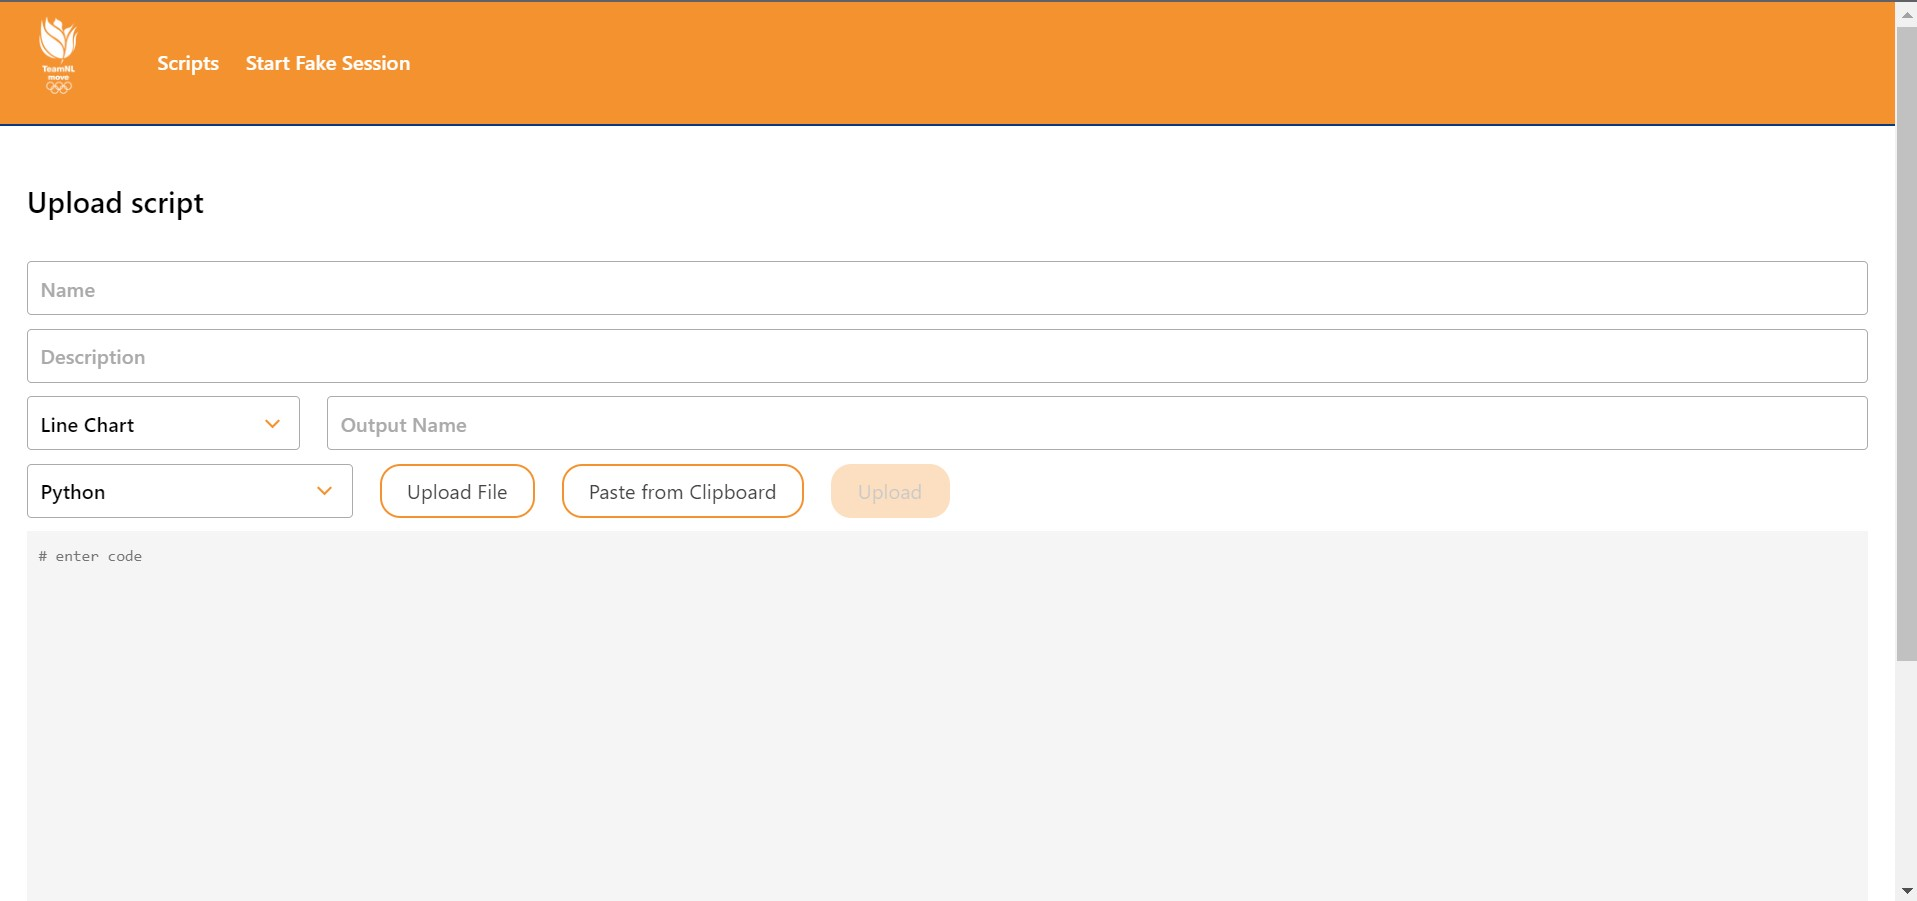 TeamNL
move
Scripts Start Fake Session
Upload script
Name
Description
Line Chart Output Name
Python Upload File Paste from Clipboard Upload
# enter code